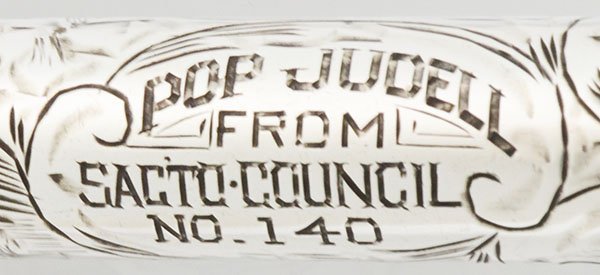 POP JUDELL
FROM
SACTO·COUNCIL
NO. 140